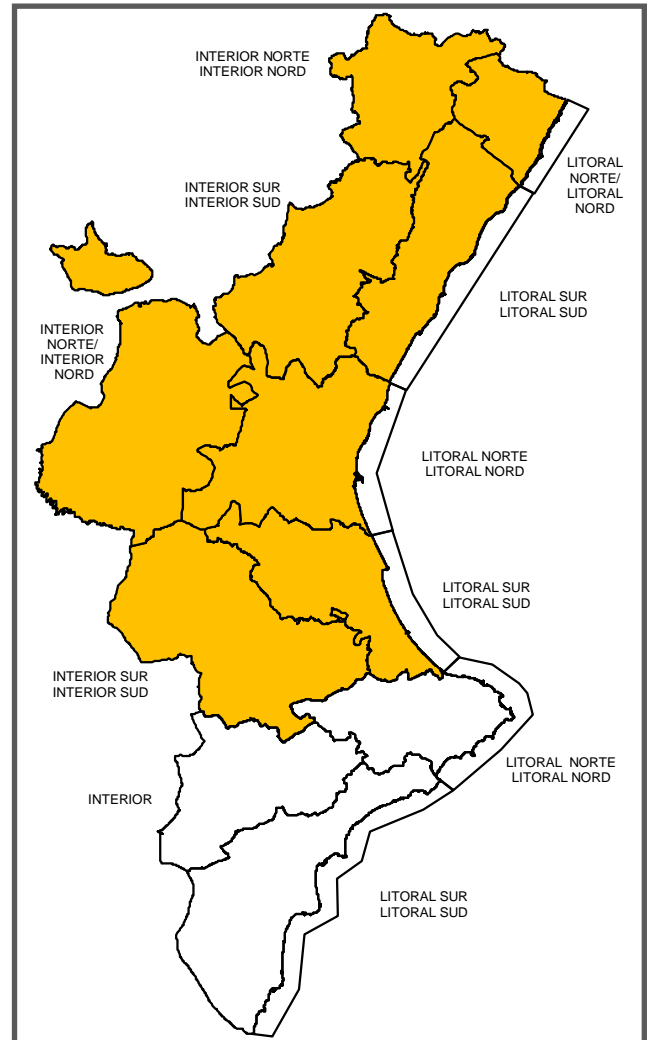 INTERIOR NORTE
INTERIOR NORD
LITORAL
NORTE/
LITORAL
NORD
INTERIOR SUR
INTERIOR SUD
LITORAL SUR
LITORAL SUD
INTERIOR
NORTE/
INTERIOR
NORD
LITORAL NORTE
LITORAL NORD
LITORAL SUR
LITORAL SUD
INTERIOR SUR
INTERIOR SUD
LITORAL NORTE
LITORAL NORD
INTERIOR
LITORAL SUR
LITORAL SUD